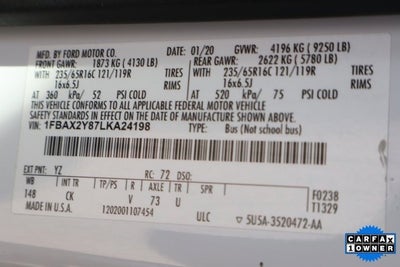 MFD. BY FORD MOTOR CO. 01/20 GVWR: 4196 KG ( 9250 LB)
FRONT GAWR: 1873 KG ( 4130 LB) REAR GAWR: 2622 KG ( 5780 LB)
235/65R16C 121/119R TIRES 235/65R16C 121/119R TIRES
16x6.5J RIMS 16x6.5J RIMS
AT 360 kPa/ 52 PSI COLD AT 520 kPa/ 75 PSI COLD
THIS VEHICLE CONFORMS TO ALL APPLICABLE FEDERAL MOTOR VEHICLE
SAFETY STANDARDS IN EFFECT ON THE DATE OF MANUFACTURE SHOWN ABOVE.
VIN: 1FBAX2Y87LKA24198 TYPE: Bus (Not school bus)
EXT PNT: YZ RC: 72 DSO:
WB INT TR TP/PS R AXLE TR SPR
148 CK V 73 U
F0238
T1329
MADE IN U.S.A. 1202001107454 ULC 5U5A-3520472-AA
CARFAX 1 OWNER